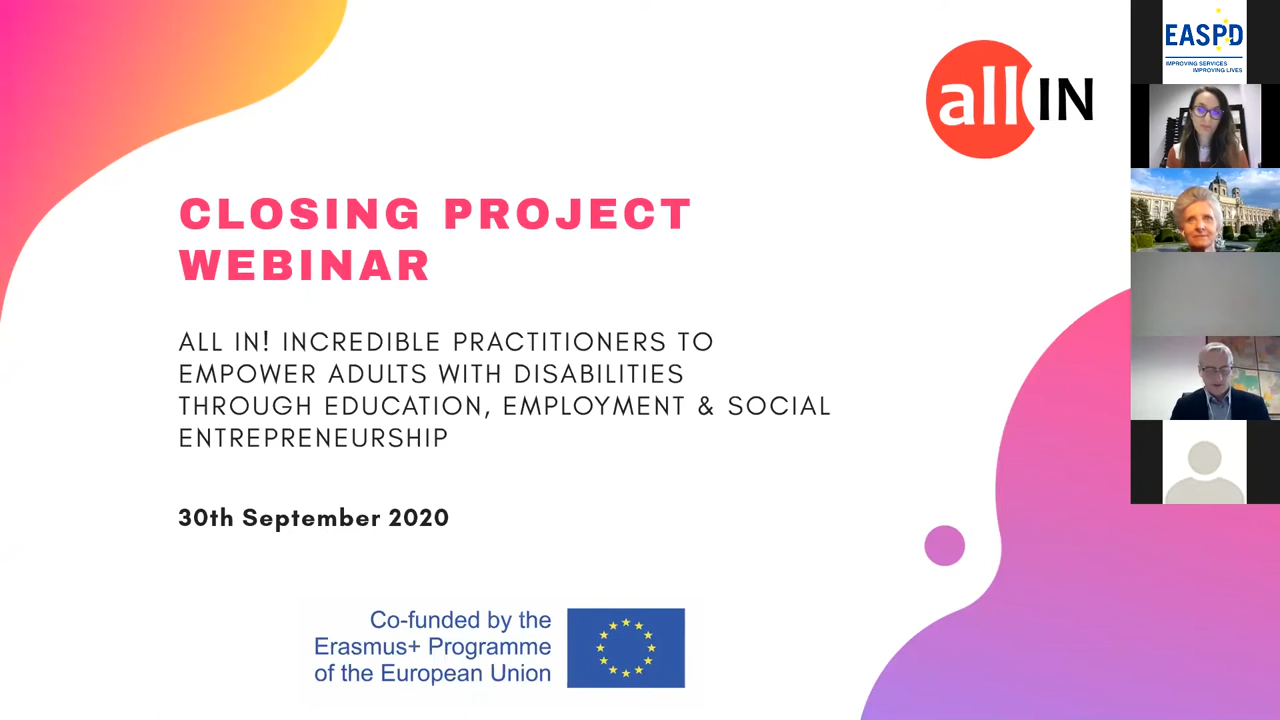 all IN
CLOSING PROJECT
WEBINAR
ALL IN! INCREDIBLE PRACTITIONERS TO
EMPOWER ADULTS WITH DISABILITIES
THROUGH EDUCATION, EMPLOYMENT & SOCIAL
ENTREPRENEURSHIP
30th September 2020
Co-funded by the
Erasmus+ Programme
of the European Union
EASPD
IMPROVING SERVICES
IMPROVING LIVES